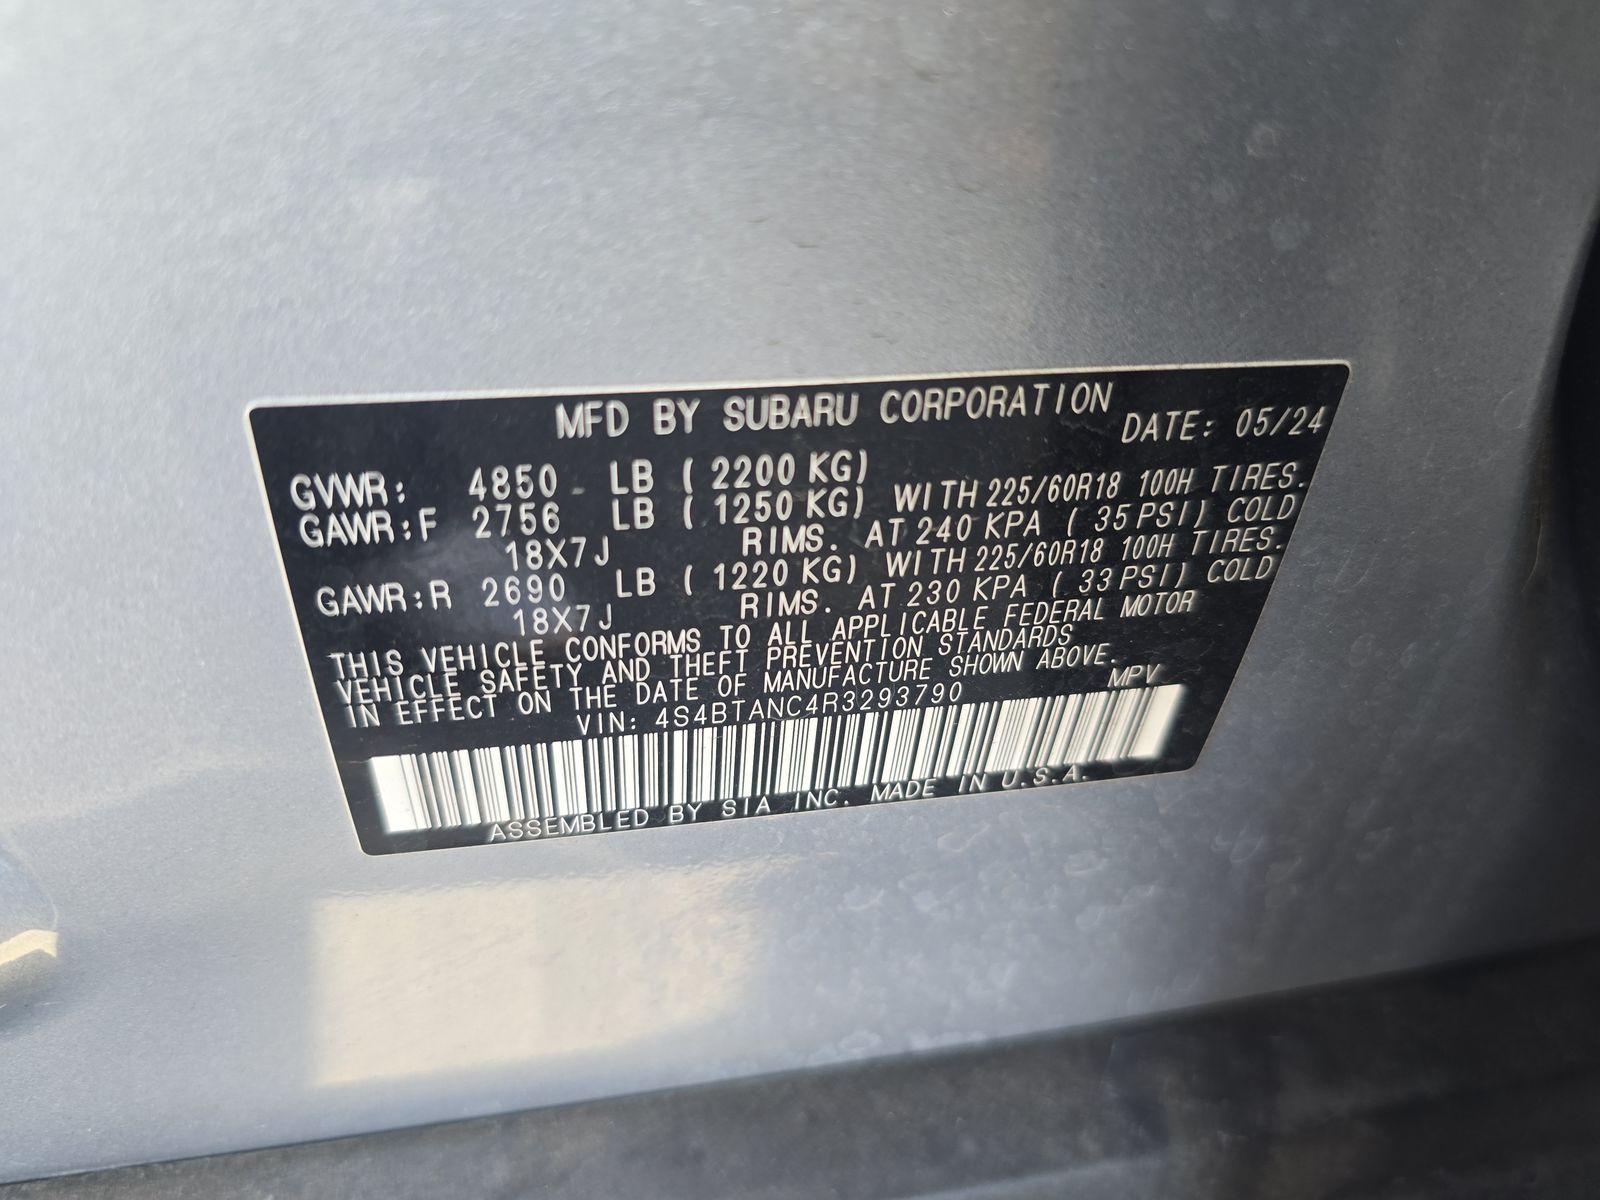 MFD BY SUBARU CORPORATION DATE: 05/24
GVWR: 4850 LB ( 2200 KG)
GAWR:F 2756 LB ( 1250 KG) WITH 225/60R18 100H TIRES.
18X7J RIMS. AT 240 KPA ( 35 PSI) COLD
GAWR:R 2690 LB ( 1220 KG) WITH 225/60R18 100H TIRES.
18X7J RIMS. AT 230 KPA ( 33 PSI) COLD
THIS VEHICLE CONFORMS TO ALL APPLICABLE FEDERAL MOTOR
VEHICLE SAFETY AND THEFT PREVENTION STANDARDS
IN EFFECT ON THE DATE OF MANUFACTURE SHOWN ABOVE.
VIN: 4S4BTANC4R3293790 MPV
ASSEMBLED BY SIA INC. MADE IN U.S.A.